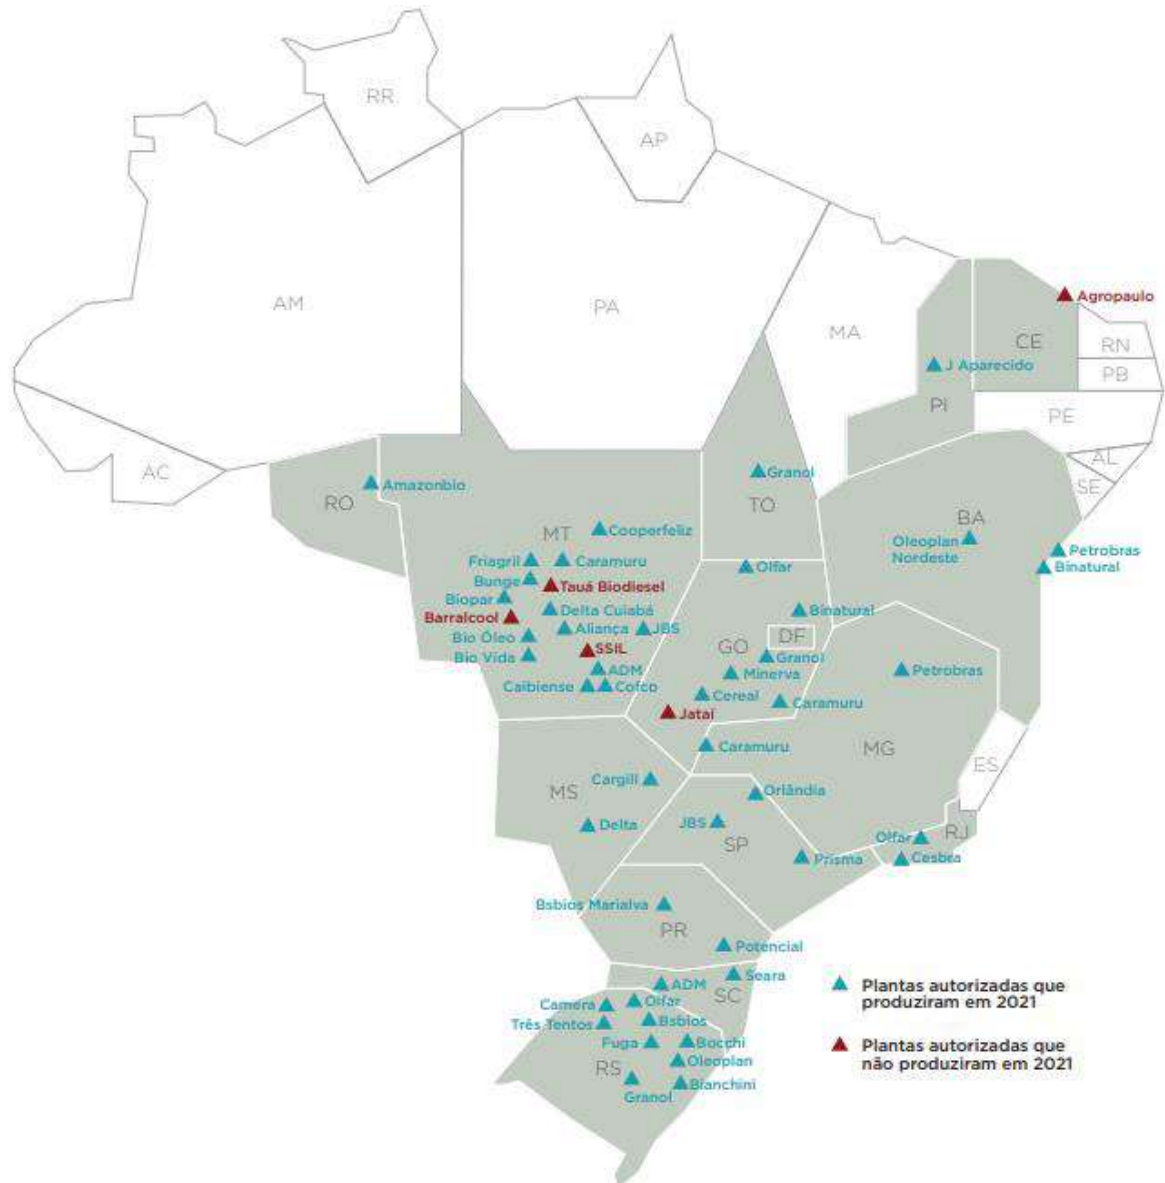 RR
AP
AM
PA
MA
Agropaulo
CE
RN
J Aparecido
PB
PI
PE
AC
AL
Amazonbio
Granol
SE
RO
TO
BA
MT
Cooperfeliz
Oleoplan
Nordeste
Petrobras
Friagril
Caramuru
Olfar
Binatural
Bunge
Tauá Biodiesel
Biopar
Delta Cuiabá
Binatural
Barralcool
Aliança
JBS
DF
Bio Óleo
GO
SSIL
Bio Vida
Granol
ADM
Minerva
Petrobras
Caibiense
Cofco
Cereal
Caramuru
Jataí
Caramuru
MG
ES
Cargill
MS
Orlândia
JBS
Delta
SP
Olfar
RJ
Prisma
Cesbra
Bsbios Marialva
PR
Potencial
Seara
ADM
SC
Camera
Olfar
Três Tentos
Bsbios
Fuga
Bocchi
Oleoplan
RS
Bianchini
Granol
Plantas autorizadas que
produziram em 2021
Plantas autorizadas que
não produziram em 2021